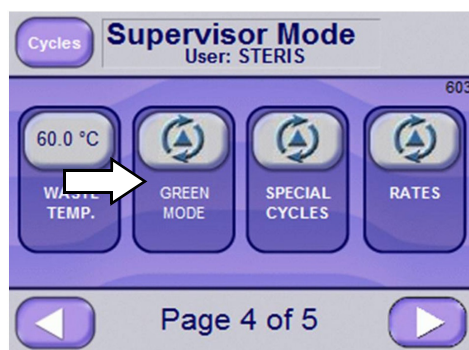 Cycles
Supervisor Mode
User: STERIS
603
60.0 °C
WASTE
TEMP.
GREEN
MODE
SPECIAL
CYCLES
RATES
Page 4 of 5